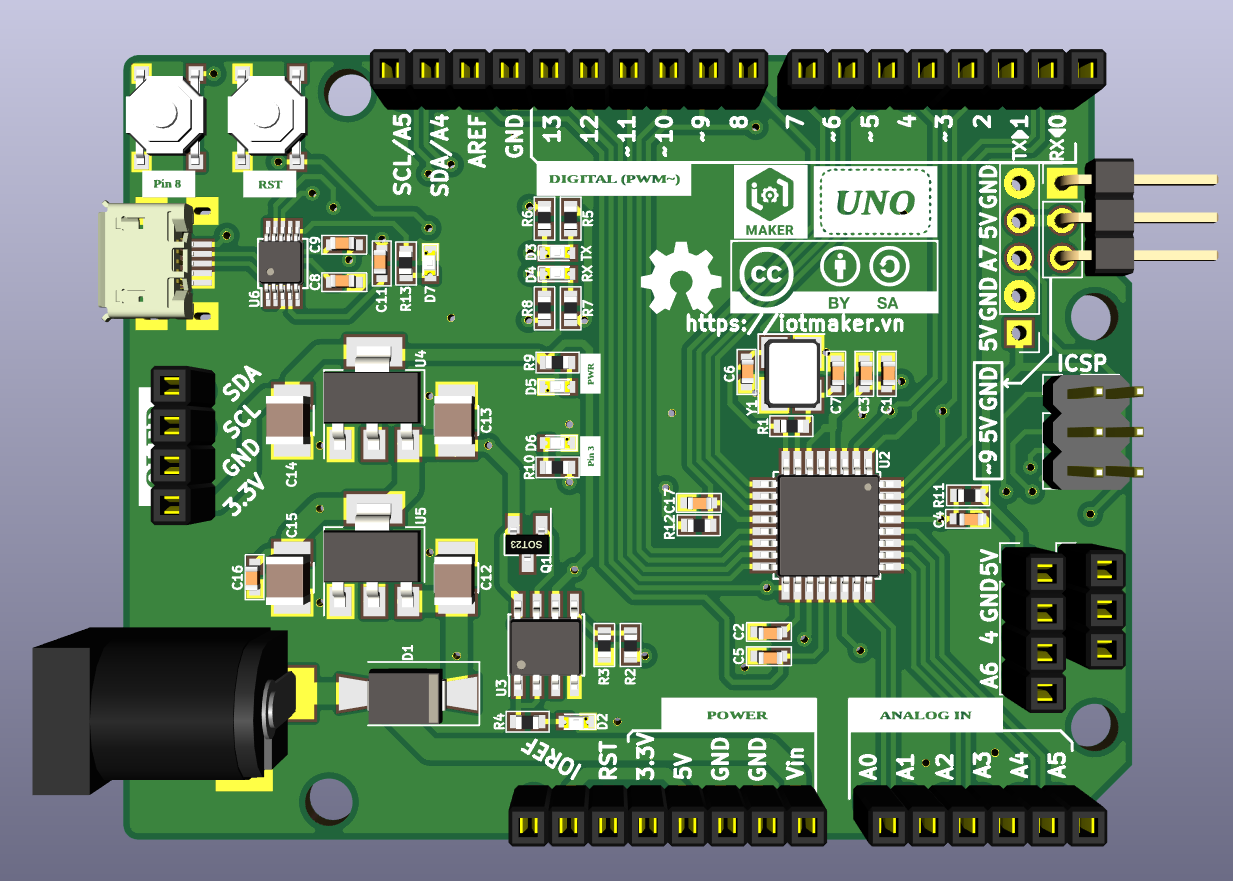 SCL/A5
SDA/A4
AREF
GND
13
12
~11
~10
~9
8
7
~6
~5
4
~3
2
TX▶1
RX◀0
Pin 8
RST
DIGITAL (PWM~)
MAKER
UNO
CC
BY SA
https://iotmaker.vn
GND
5V
A7
GND
5V
R6
R5
D3 TX
D4 RX
R8
R7
C9
C8
U6
C11
R13
D7
R9
D5
PWR
D6
R10
Pin 3
U4
C13
C14
SDA
SCL
GND
3.3V
C15
C16
U5
C12
SOT23
Q1
C6
Y1
C7
C3
C1
R1
U2
C17
R12
ICSP
~9 5V GND
R11
C4
5V
GND
4
A6
C2
C5
D1
U3
R3
R2
R4
D2
POWER
ANALOG IN
IOREF
RST
3.3V
5V
GND
GND
Vin
A0
A1
A2
A3
A4
A5